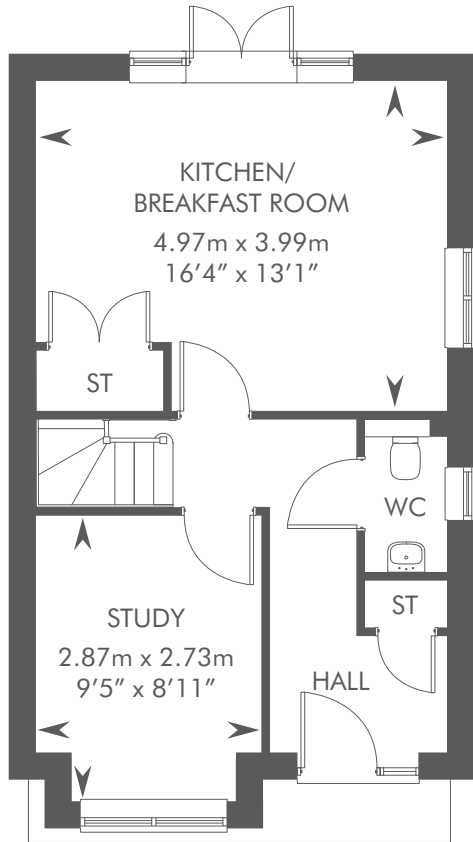 KITCHEN/
BREAKFAST ROOM
4.97m x 3.99m
16’4” x 13’1”
ST
WC
STUDY
2.87m x 2.73m
9’5” x 8’11”
ST
HALL